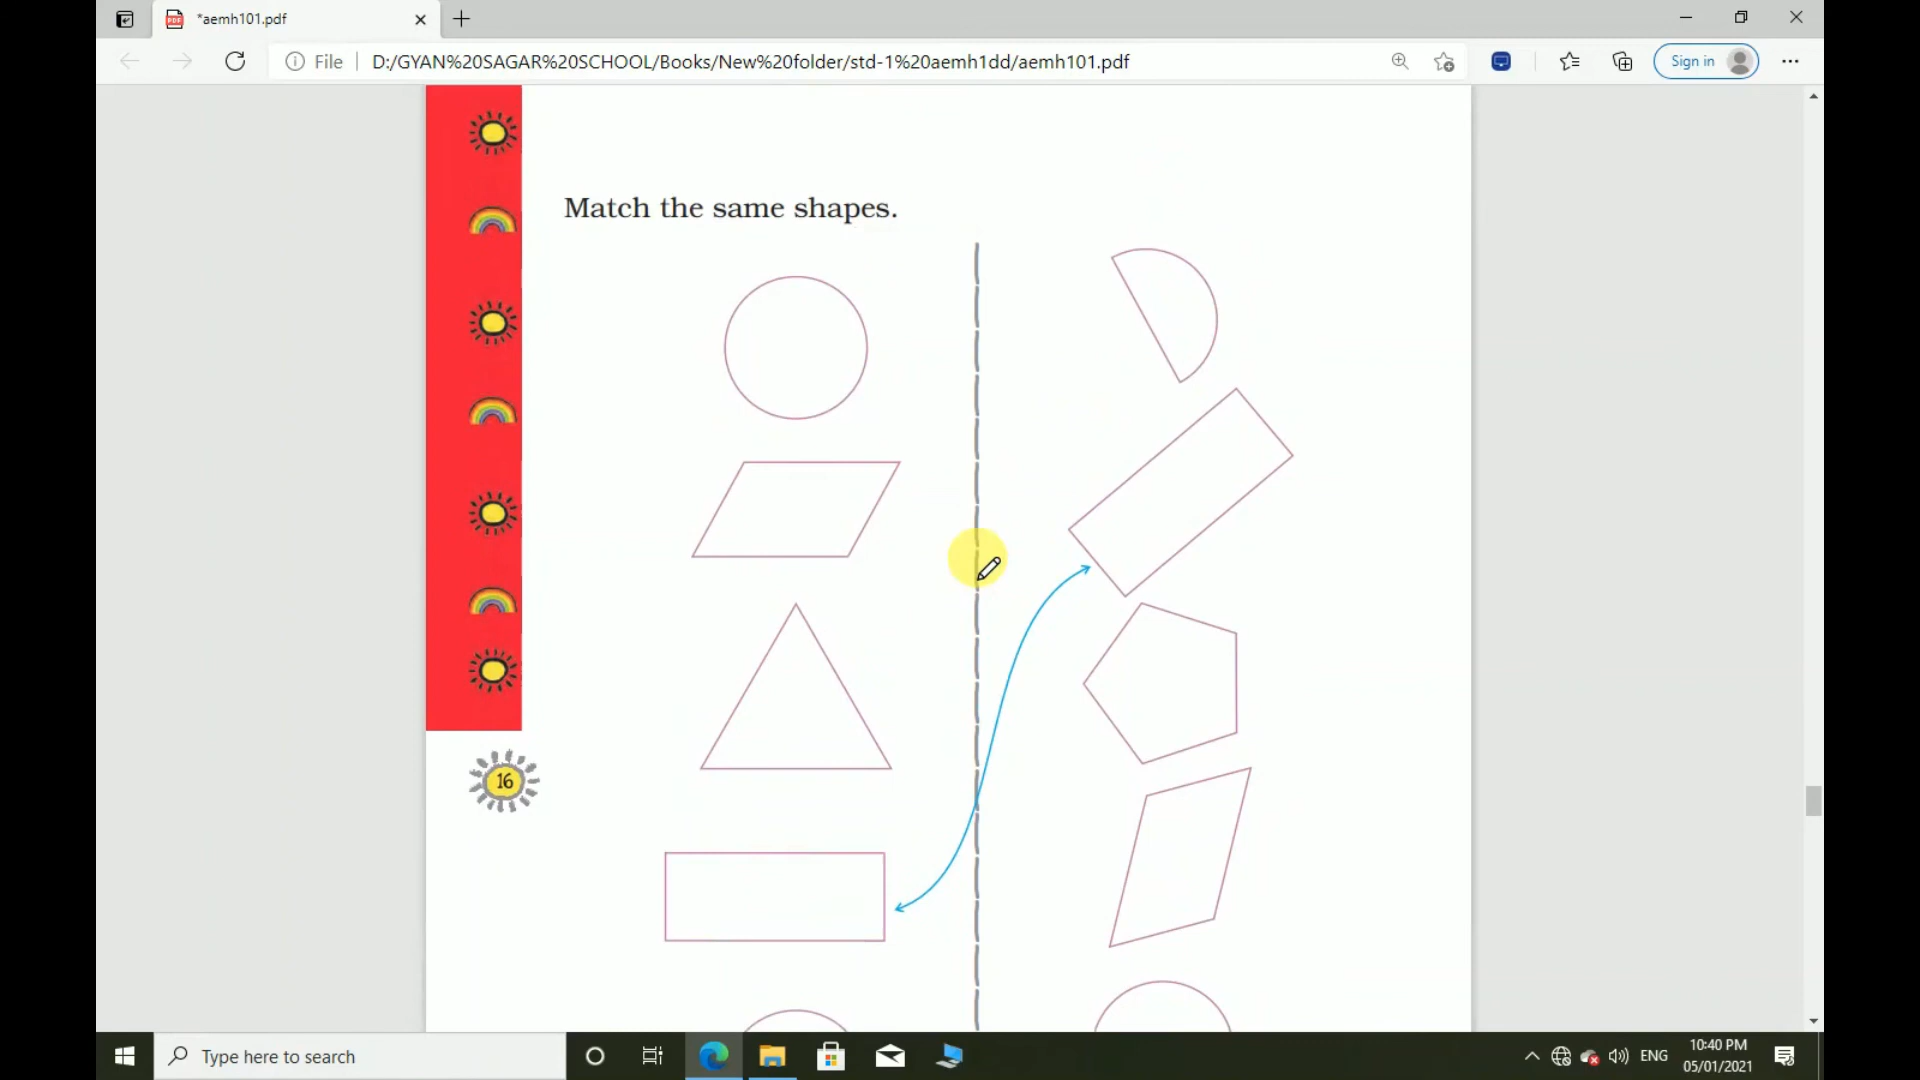 *aemh101.pdf
File
D:/GYAN%20SAGAR%20SCHOOL/Books/New%20folder/std-1%20aemh1dd/aemh101.pdf
Sign in
Match the same shapes.
16
Type here to search
ENG
10:40 PM
05/01/2021